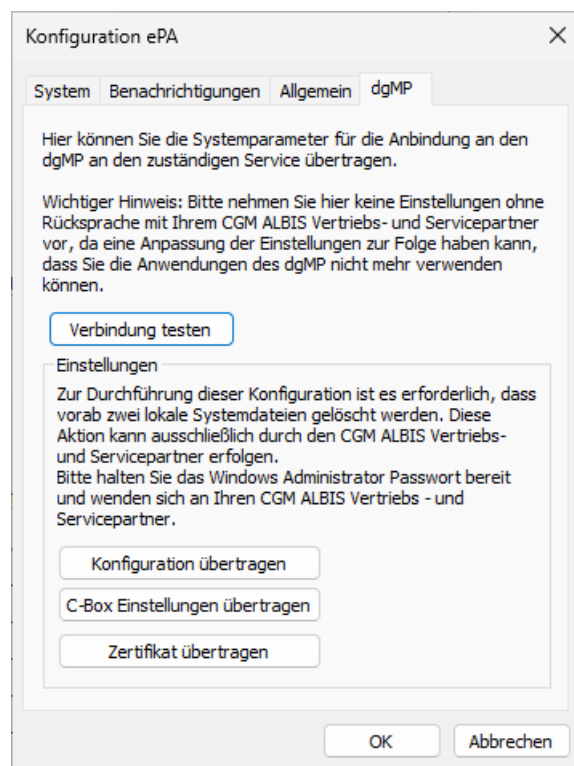 Konfiguration ePA
System Benachrichtigungen Allgemein dgMP
Hier können Sie die Systemparameter für die Anbindung an den
dgMP an den zuständigen Service übertragen.
Wichtiger Hinweis: Bitte nehmen Sie hier keine Einstellungen ohne
Rücksprache mit Ihrem CGM ALBIS Vertriebs- und Servicepartner
vor, da eine Anpassung der Einstellungen zur Folge haben kann,
dass Sie die Anwendungen des dgMP nicht mehr verwenden
können.
Verbindung testen
Einstellungen
Zur Durchführung dieser Konfiguration ist es erforderlich, dass
vorab zwei lokale Systemdateien gelöscht werden. Diese
Aktion kann ausschließlich durch den CGM ALBIS Vertriebs-
und Servicepartner erfolgen.
Bitte halten Sie das Windows Administrator Passwort bereit
und wenden sich an Ihren CGM ALBIS Vertriebs - und
Servicepartner.
Konfiguration übertragen
C-Box Einstellungen übertragen
Zertifikat übertragen
OK Abbrechen